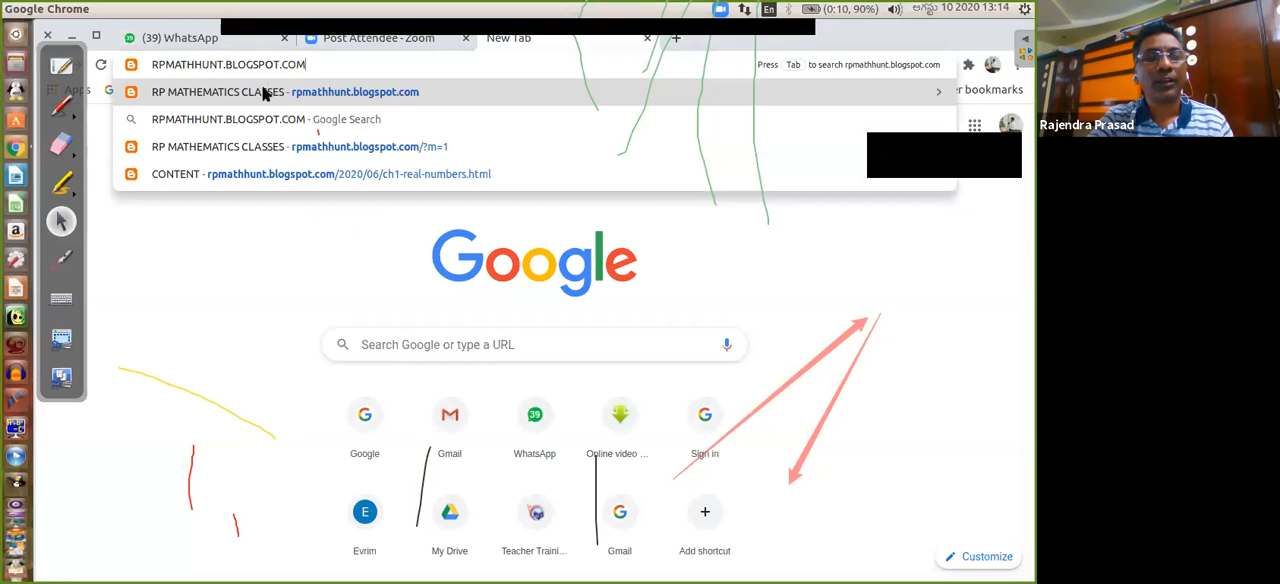 Google Chrome
En
(0:10, 90%)
ఆగష్టు 10 2020 13:14
(39) WhatsApp
Post Attendee - Zoom
New Tab
RPMATHHUNT.BLOGSPOT.COM
Press Tab to search rpmathhunt.blogspot.com
Apps
RP MATHEMATICS CLASSES - rpmathhunt.blogspot.com
RPMATHHUNT.BLOGSPOT.COM - Google Search
RP MATHEMATICS CLASSES - rpmathhunt.blogspot.com/?m=1
CONTENT - rpmathhunt.blogspot.com/2020/06/ch1-real-numbers.html
bookmarks
Rajendra Prasad
Google
Search Google or type a URL
39
Google
Gmail
WhatsApp
Online video ...
Sign in
E
Evrim
My Drive
Teacher Traini...
Gmail
Add shortcut
Customize